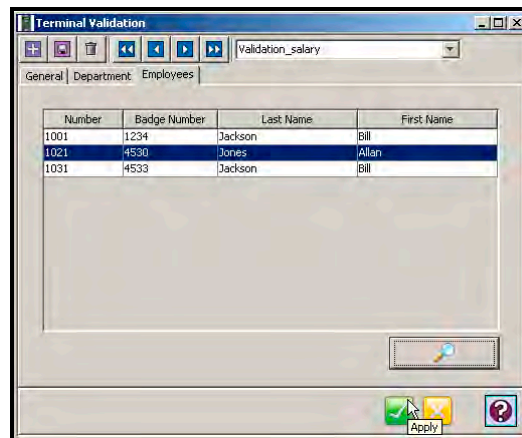 Terminal Validation
Validation_salary
General Department Employees
Number Badge Number Last Name First Name
1001 1234 Jackson Bill
1021 4530 Jones Allan
1031 4533 Jackson Bill
?
Apply